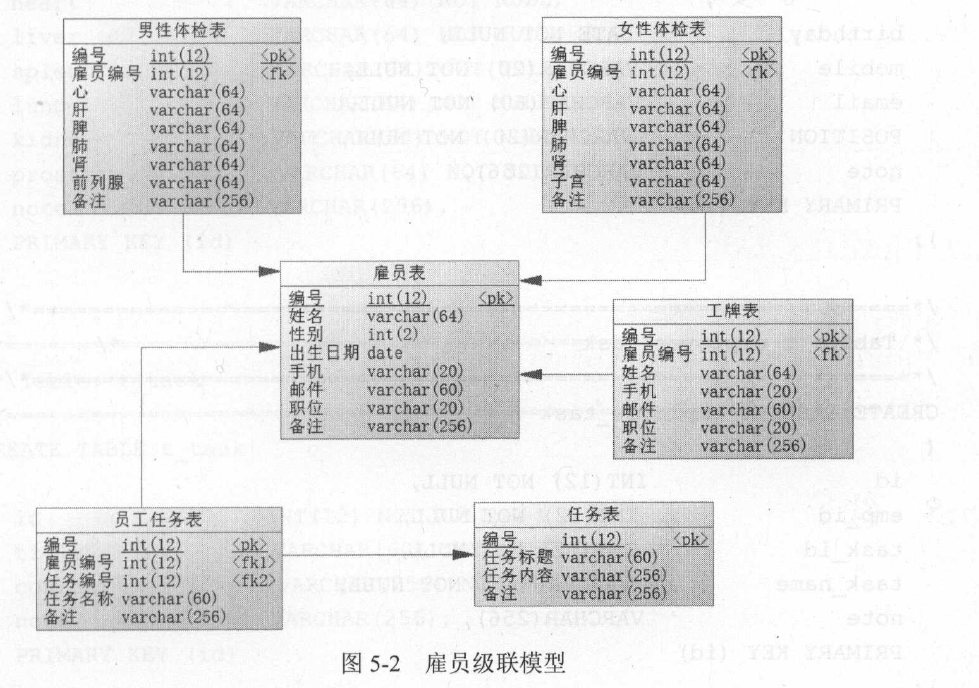 男性体检表
编号 int(12) <pk>
雇员编号 int(12) <fk>
心 varchar(64)
肝 varchar(64)
脾 varchar(64)
肺 varchar(64)
肾 varchar(64)
前列腺 varchar(64)
备注 varchar(256)
女性体检表
编号 int(12) <pk>
雇员编号 int(12) <fk>
心 varchar(64)
肝 varchar(64)
脾 varchar(64)
肺 varchar(64)
肾 varchar(64)
子宫 varchar(64)
备注 varchar(256)
雇员表
编号 int(12) <pk>
姓名 varchar(64)
性别 int(2)
出生日期 date
手机 varchar(20)
邮件 varchar(60)
职位 varchar(20)
备注 varchar(256)
工牌表
编号 int(12) <pk>
雇员编号 int(12) <fk>
姓名 varchar(64)
手机 varchar(20)
邮件 varchar(60)
职位 varchar(20)
备注 varchar(256)
员工任务表
编号 int(12) <pk>
雇员编号 int(12) <fk1>
任务编号 int(12) <fk2>
任务名称 varchar(60)
备注 varchar(256)
任务表
编号 int(12) <pk>
任务标题 varchar(60)
任务内容 varchar(256)
备注 varchar(256)
图 5-2 雇员级联模型